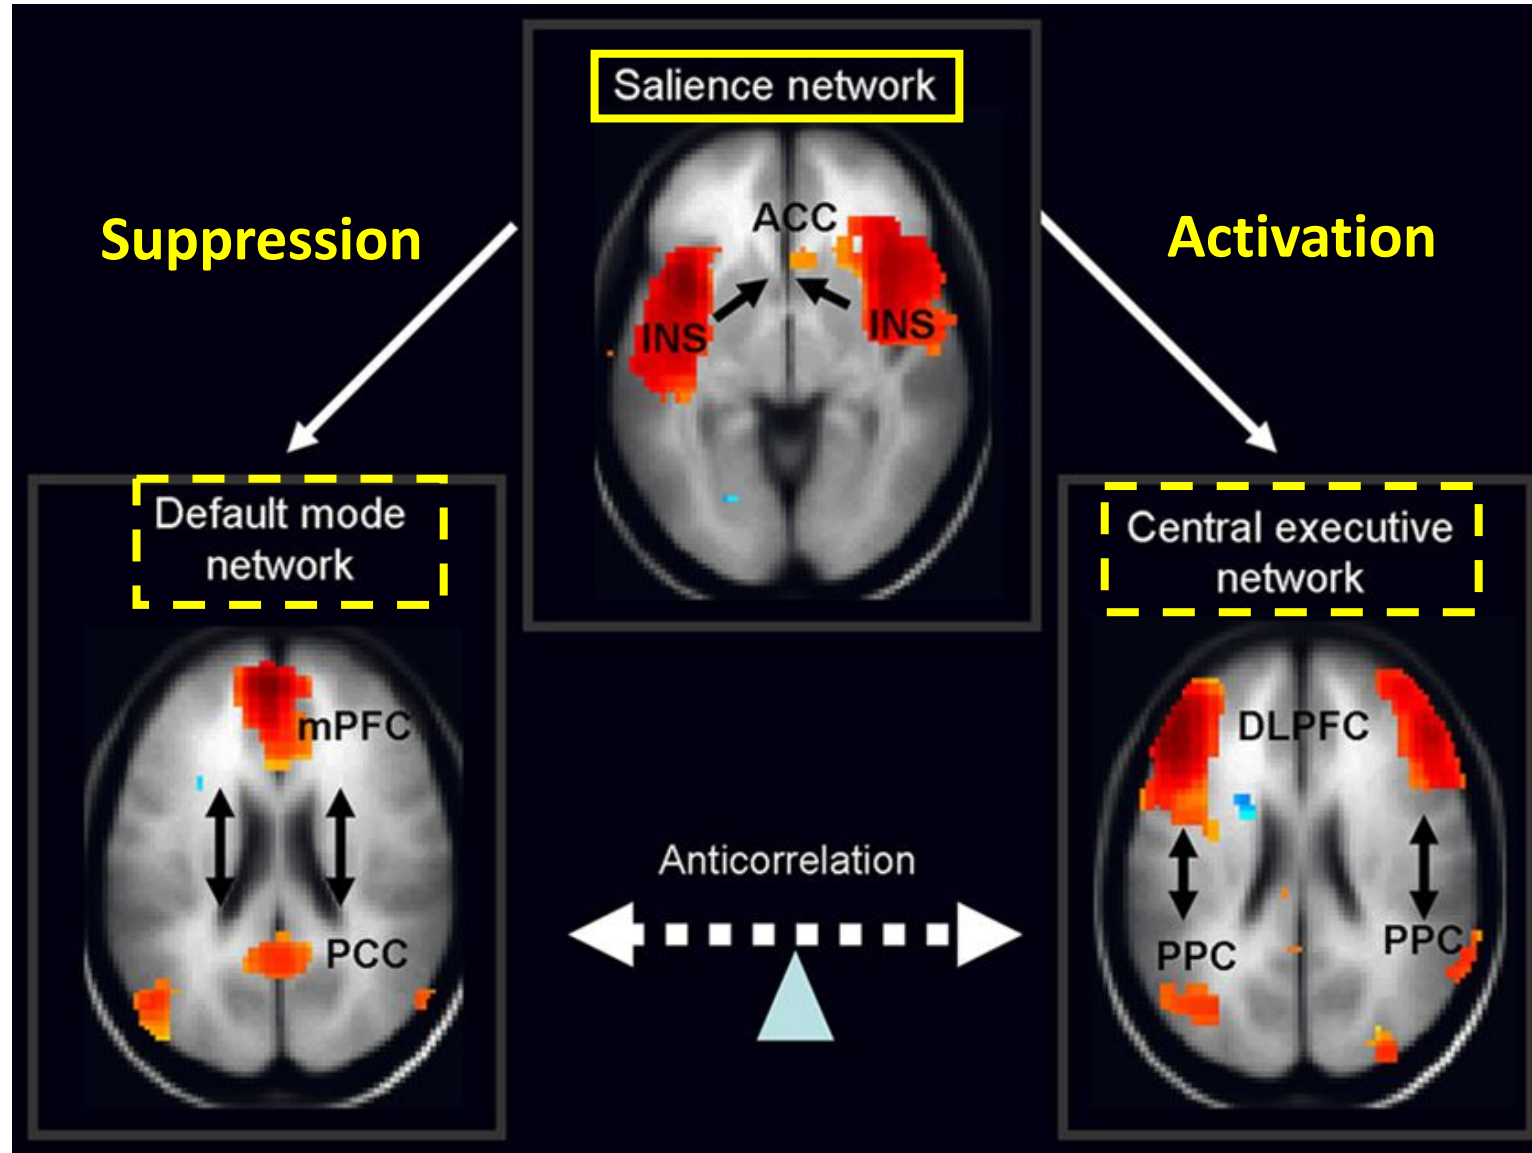 Salience network
Suppression
Activation
ACC
INS
INS
Default mode
network
Central executive
network
mPFC
DLPFC
Anticorrelation
PCC
PPC
PPC